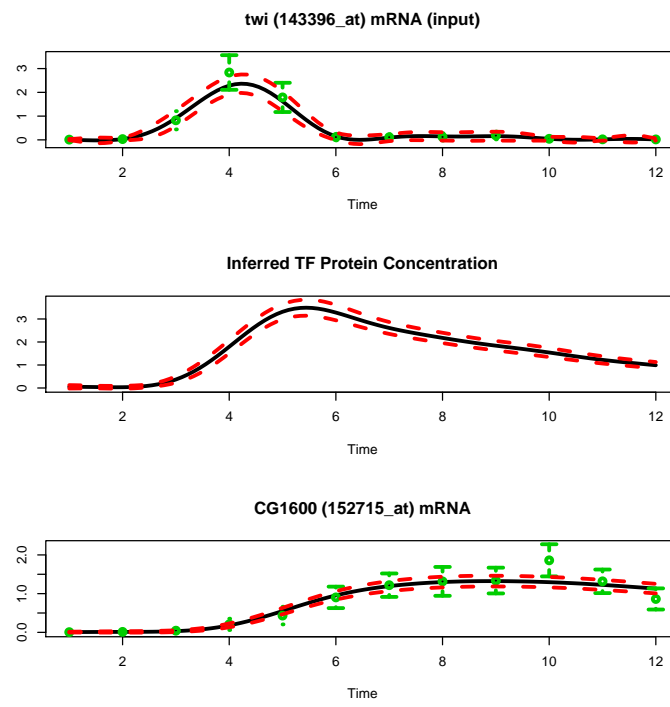 twi (143396_at) mRNA (input)
3
2
1
0
2 4 6 8 10 12
Time
Inferred TF Protein Concentration
3
2
1
0
2 4 6 8 10 12
Time
CG1600 (152715_at) mRNA
2.0
1.0
0.0
2 4 6 8 10 12
Time